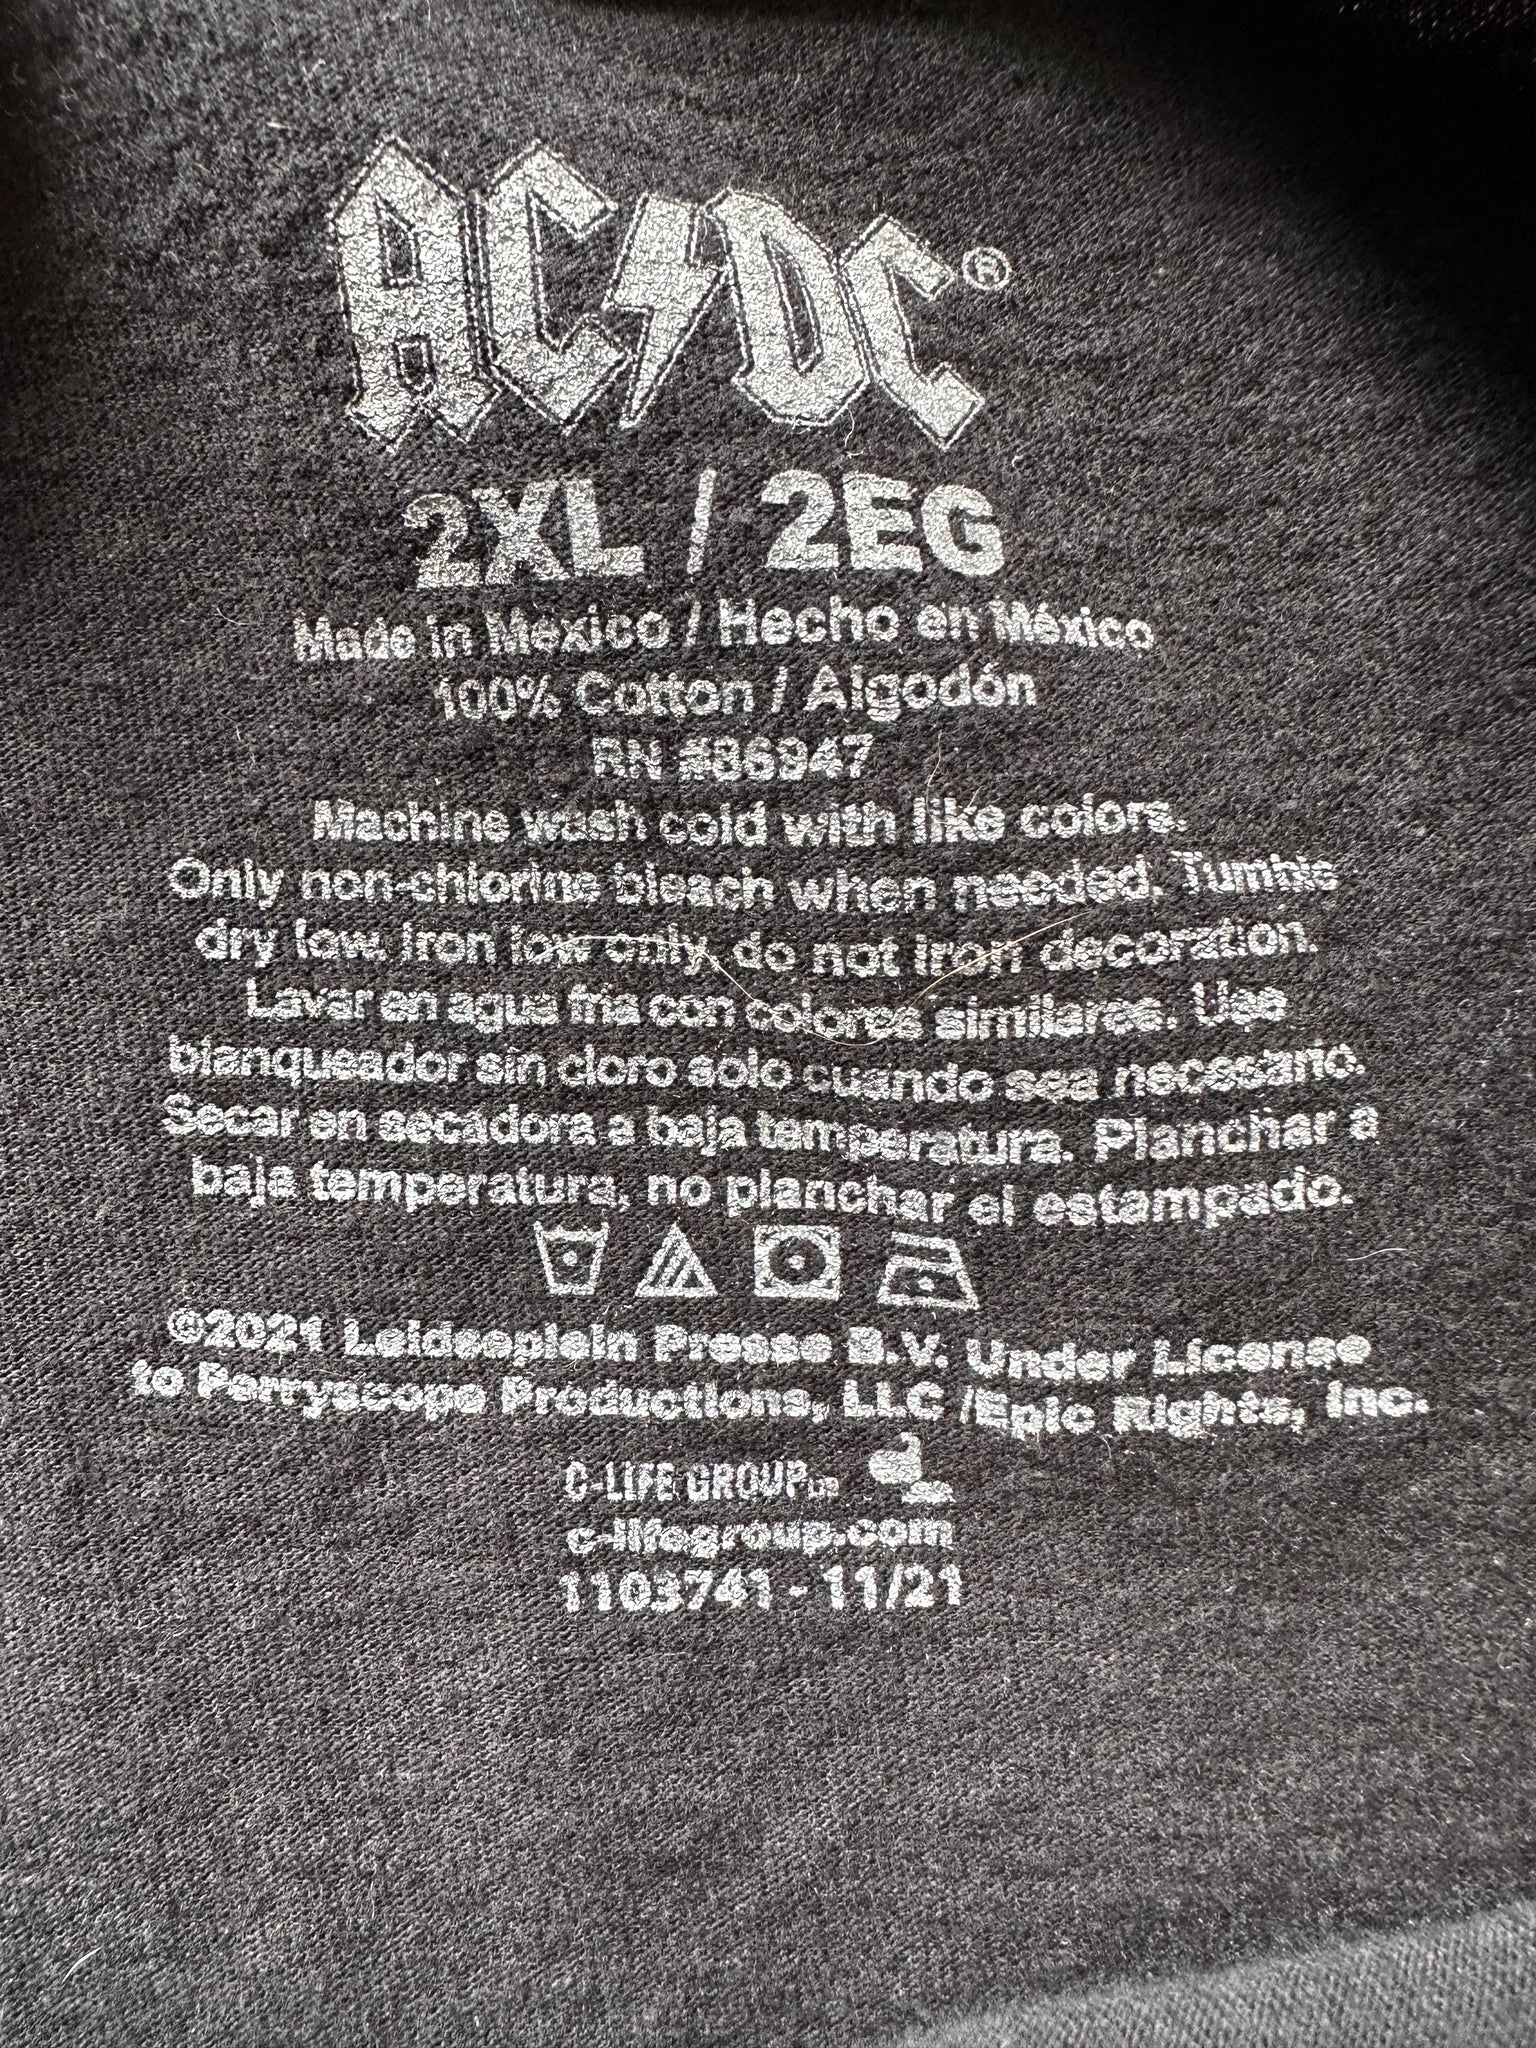 AC/DC®
2XL / 2EG
Made in Mexico / Hecho en México
100% Cotton / Algodón
RN #86947
Machine wash cold with like colors.
Only non-chlorine bleach when needed. Tumble
dry low. Iron low only, do not iron decoration.
Lavar en agua fria con colores similares. Use
blanqueador sin cloro solo cuando sea necesario.
Secar en secadora a baja temperatura. Planchar a
baja temperatura, no planchar el estampado.
©2021 Leidseplein Presse B.V. Under License
to Perryscope Productions, LLC /Epic Rights, Inc.
C-LIFE GROUP
c-lifegroup.com
1103741 - 11/21